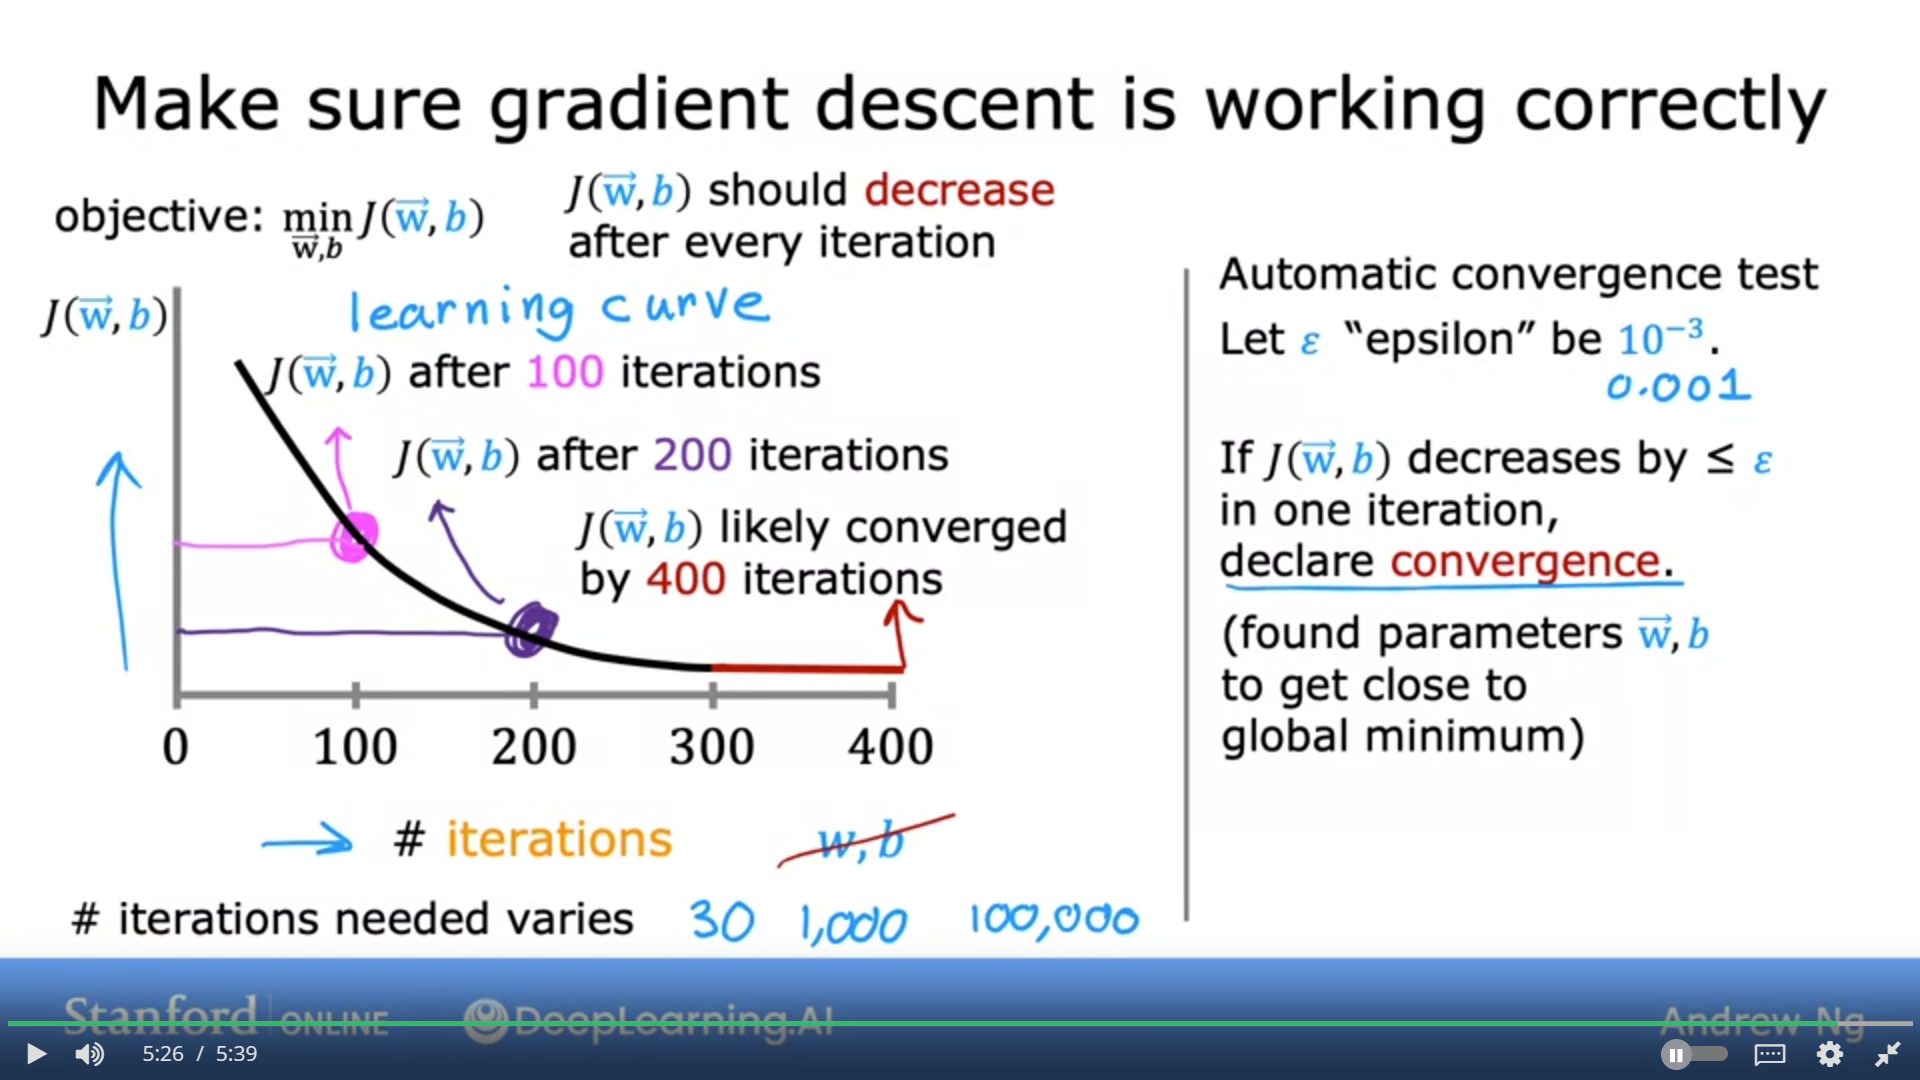 Make sure gradient descent is working correctly
objective: min J(w⃗, b)
w⃗,b
J(w⃗, b) should decrease
after every iteration
J(w⃗, b)
learning curve
J(w⃗, b) after 100 iterations
J(w⃗, b) after 200 iterations
J(w⃗, b) likely converged
by 400 iterations
0 100 200 300 400
# iterations
w, b
# iterations needed varies 30 1,000 100,000
Automatic convergence test
Let ε “epsilon” be 10⁻³.
0.001
If J(w⃗, b) decreases by ≤ ε
in one iteration,
declare convergence.
(found parameters w⃗, b
to get close to
global minimum)
Stanford ONLINE DeepLearning.AI Andrew Ng
5:26 / 5:39